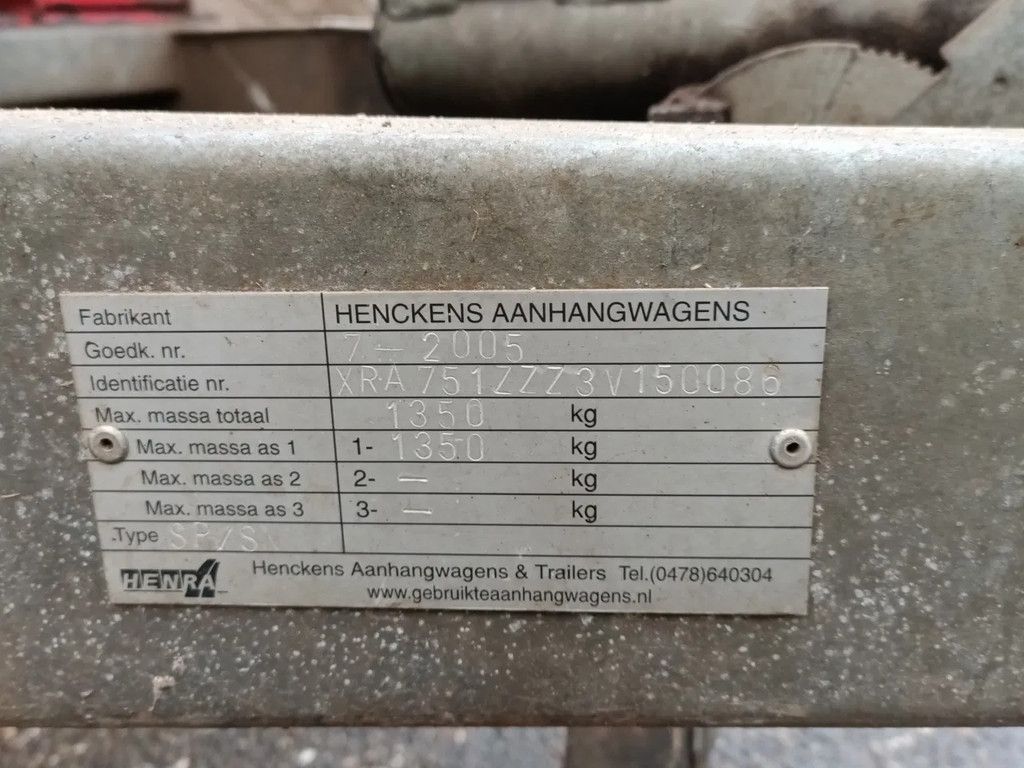 Fabrikant HENCKENS AANHANGWAGENS
Goedk. nr. 7-2005
Identificatie nr. XRA751ZZZ3V150086
Max. massa totaal 1350 kg
Max. massa as 1 1- 1350 kg
Max. massa as 2 2- — kg
Max. massa as 3 3- — kg
Type
HENRA Henckens Aanhangwagens & Trailers Tel.(0478)640304
www.gebruikteaanhangwagens.nl